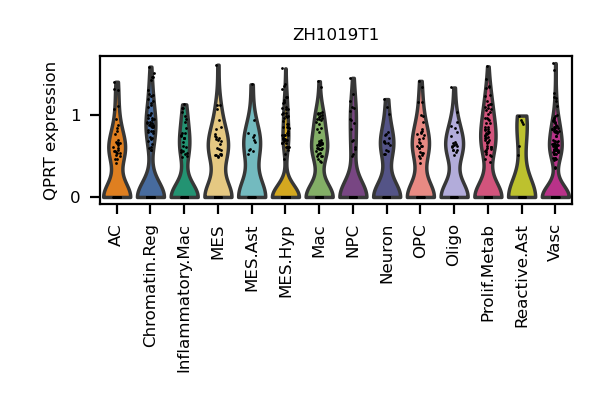 ZH1019T1
QPRT expression
1
0
AC
Chromatin.Reg
Inflammatory.Mac
MES
MES.Ast
MES.Hyp
Mac
NPC
Neuron
OPC
Oligo
Prolif.Metab
Reactive.Ast
Vasc